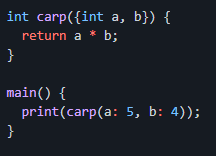 int carp({int a, b}) {
  return a * b;
}

main() {
  print(carp(a: 5, b: 4));
}